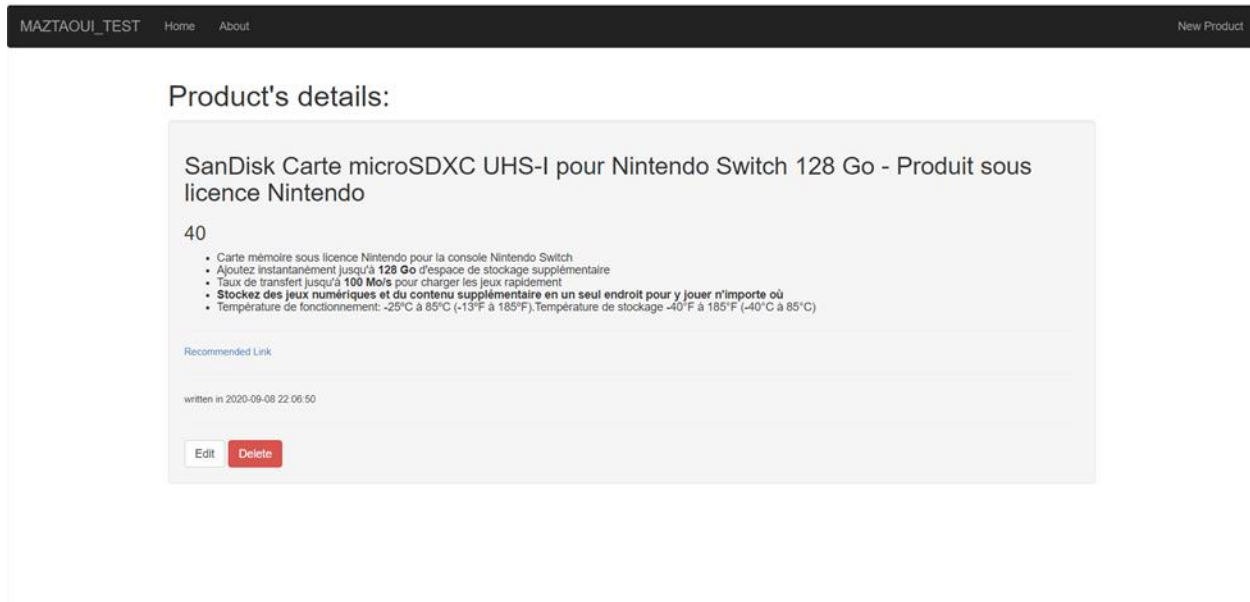 MAZTAOUI_TEST Home About New Product
Product's details:
SanDisk Carte microSDXC UHS-I pour Nintendo Switch 128 Go - Produit sous
licence Nintendo
40
• Carte mémoire sous licence Nintendo pour la console Nintendo Switch
• Ajoutez instantanément jusqu'à 128 Go d'espace de stockage supplémentaire
• Taux de transfert jusqu'à 100 Mo/s pour charger les jeux rapidement
• Stockez des jeux numériques et du contenu supplémentaire en un seul endroit pour y jouer n'importe où
• Température de fonctionnement: -25ºC à 85ºC (-13ºF à 185ºF).Température de stockage -40°F à 185°F (-40°C à 85°C)
Recommended Link
written in 2020-09-08 22:06:50
Edit Delete